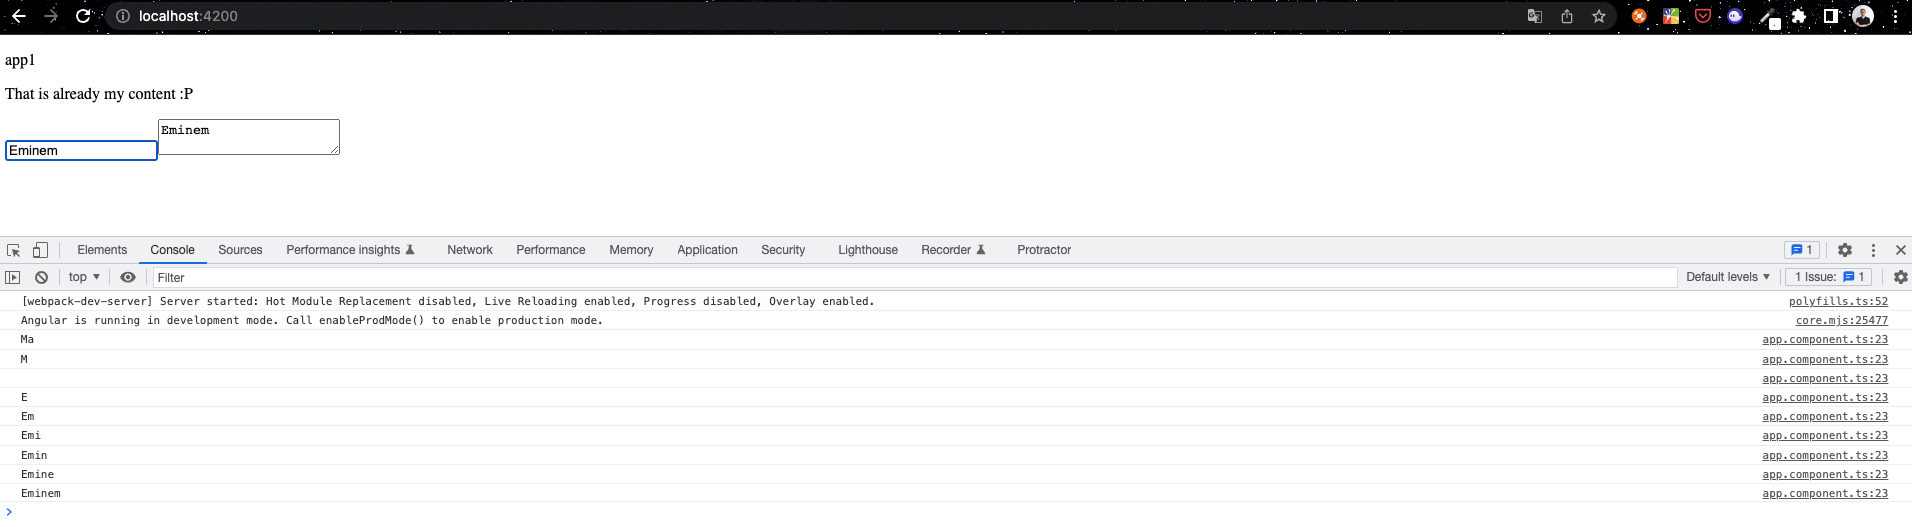 localhost:4200
app1
That is already my content :P
Eminem
Eminem
Elements Console Sources Performance insights Network Performance Memory Application Security Lighthouse Recorder Protractor 1
top Filter Default levels 1 Issue: 1
[webpack-dev-server] Server started: Hot Module Replacement disabled, Live Reloading enabled, Progress disabled, Overlay enabled. polyfills.ts:52
Angular is running in development mode. Call enableProdMode() to enable production mode. core.mjs:25477
Ma app.component.ts:23
M app.component.ts:23
app.component.ts:23
E app.component.ts:23
Em app.component.ts:23
Emi app.component.ts:23
Emin app.component.ts:23
Emine app.component.ts:23
Eminem app.component.ts:23